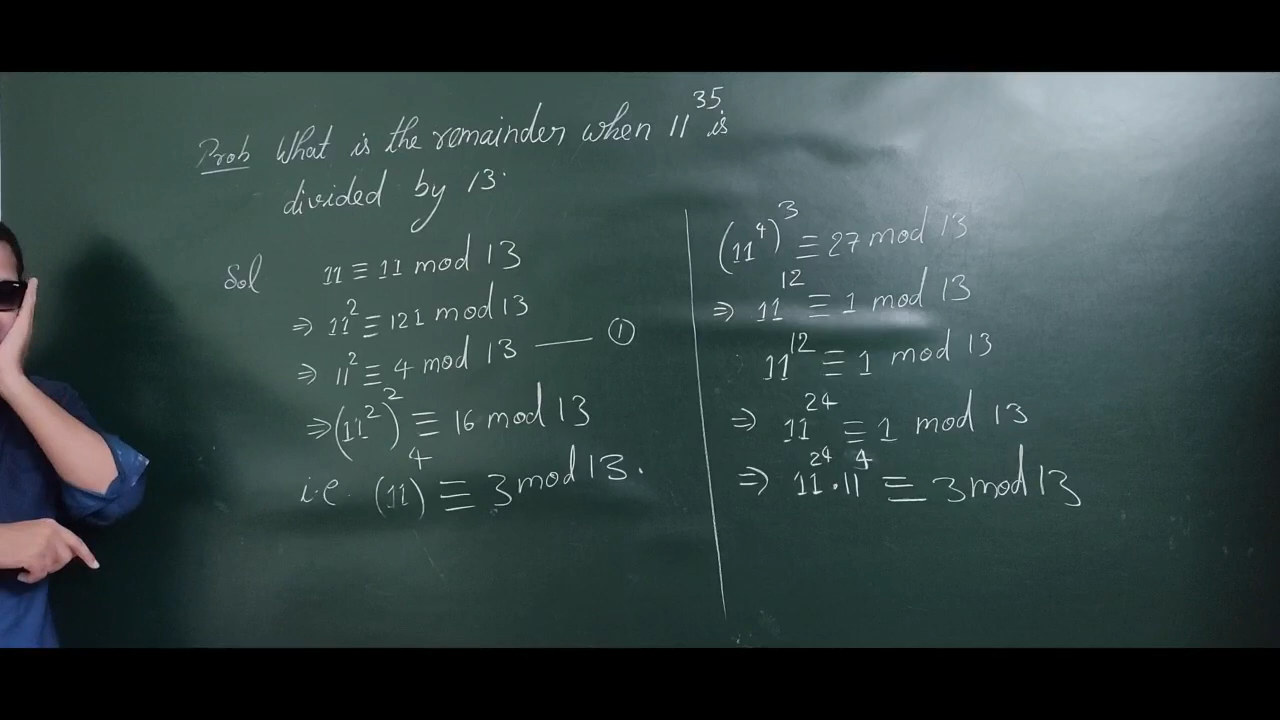 Prob What is the remainder when 11^35 is
divided by 13.
Sol 11 ≡ 11 mod 13
⇒ 11^2 ≡ 121 mod 13
⇒ 11^2 ≡ 4 mod 13 —— ①
⇒ (11^2)^2 ≡ 16 mod 13
i.e. (11)^4 ≡ 3 mod 13.
(11^4)^3 ≡ 27 mod 13
⇒ 11^12 ≡ 1 mod 13
11^12 ≡ 1 mod 13
⇒ 11^24 ≡ 1 mod 13
⇒ 11^24 . 11^4 ≡ 3 mod 13